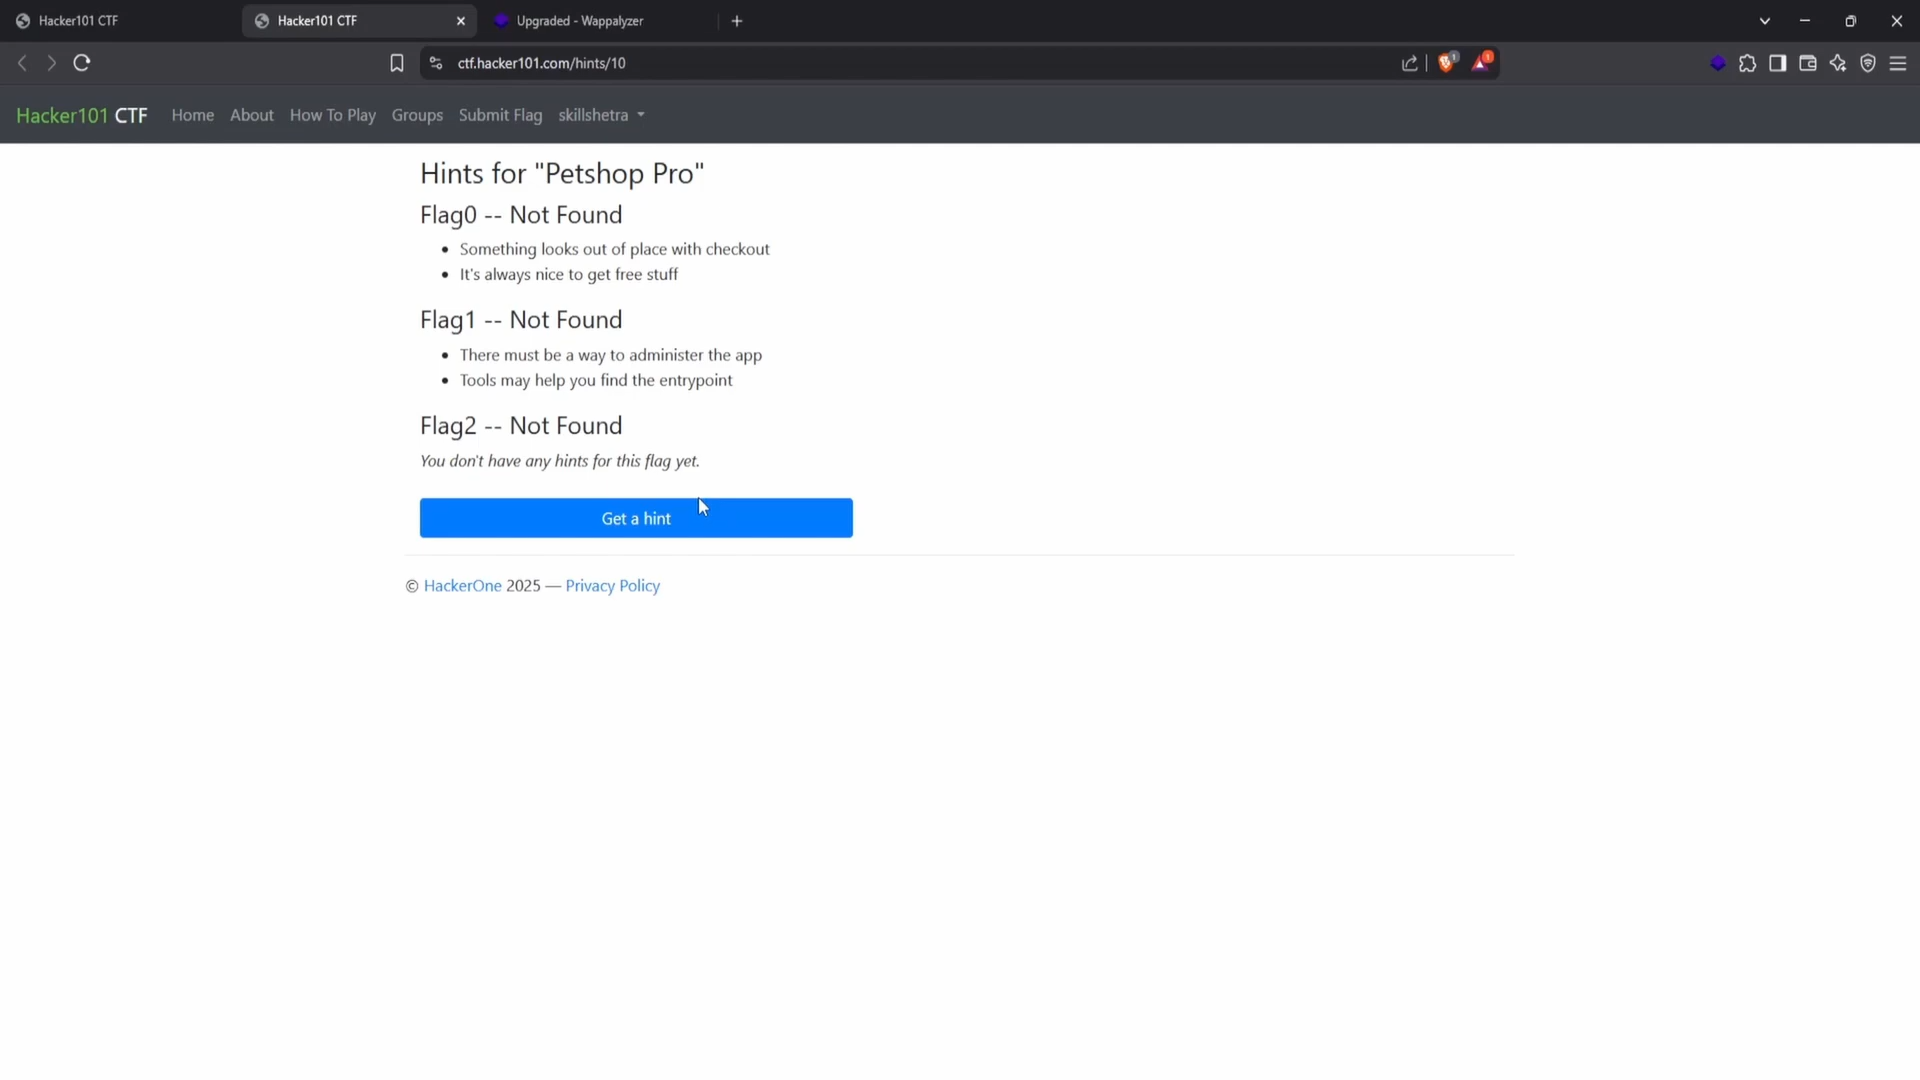 Hacker101 CTF
Hacker101 CTF
Upgraded - Wappalyzer
ctf.hacker101.com/hints/10
1
1
Hacker101 CTF Home About How To Play Groups Submit Flag skillshetra
Hints for "Petshop Pro"
Flag0 -- Not Found
• Something looks out of place with checkout
• It's always nice to get free stuff
Flag1 -- Not Found
• There must be a way to administer the app
• Tools may help you find the entrypoint
Flag2 -- Not Found
You don't have any hints for this flag yet.
Get a hint
© HackerOne 2025 — Privacy Policy